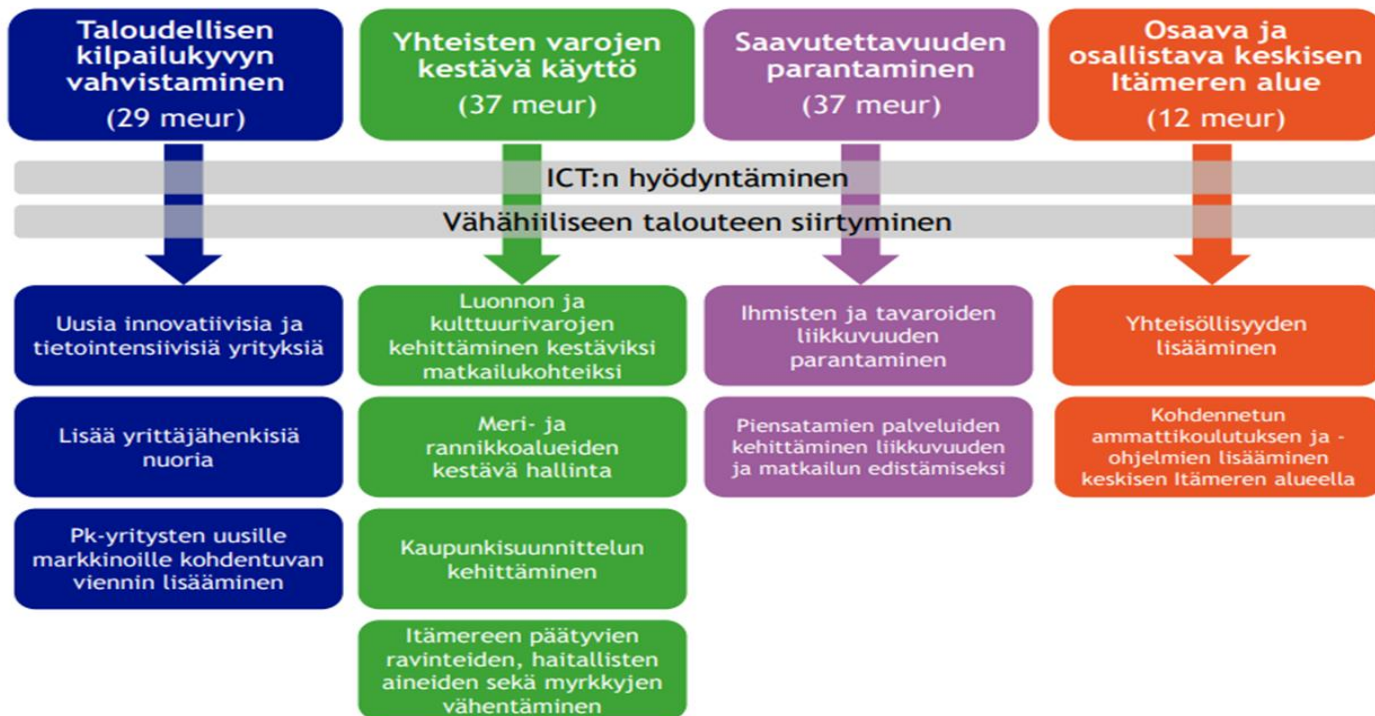 Taloudellisen
kilpailukyvyn
vahvistaminen
(29 meur)
Yhteisten varojen
kestävä käyttö
(37 meur)
Saavutettavuuden
parantaminen
(37 meur)
Osaava ja
osallistava keskisen
Itämeren alue
(12 meur)
ICT:n hyödyntäminen
Vähähiiliseen talouteen siirtyminen
Uusia innovatiivisia ja
tietointensiivisiä yrityksiä
Lisää yrittäjähenkisiä
nuoria
Pk-yritysten uusille
markkinoille kohdentuvan
viennin lisääminen
Luonnon ja
kulttuurivarojen
kehittäminen kestäviksi
matkailukohteiksi
Meri- ja
rannikkoalueiden
kestävä hallinta
Kaupunkisuunnittelun
kehittäminen
Itämereen päätyvien
ravinteiden, haitallisten
aineiden sekä myrkkyjen
vähentäminen
Ihmisten ja tavaroiden
liikkuvuuden
parantaminen
Piensatamien palveluiden
kehittäminen liikkuvuuden
ja matkailun edistämiseksi
Yhteisöllisyyden
lisääminen
Kohdennetun
ammattikoulutuksen ja -
ohjelmien lisääminen
keskisen Itämeren alueella